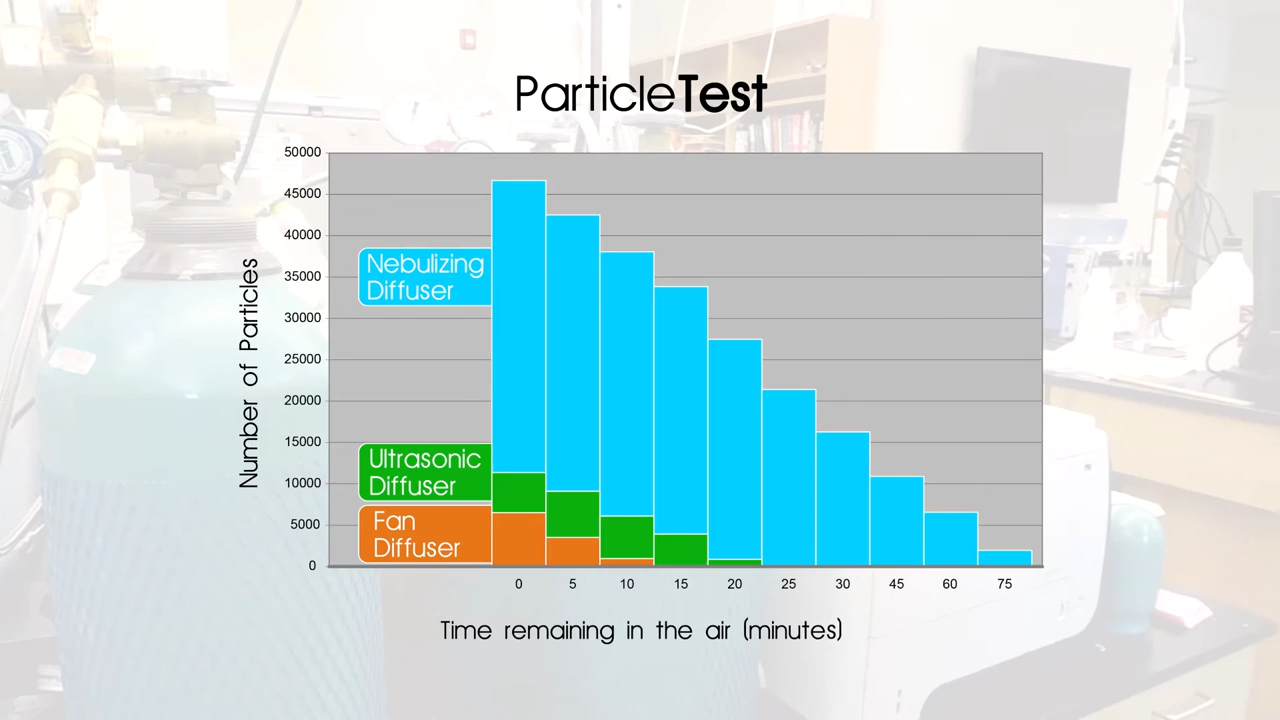 ParticleTest
50000
45000
40000
35000
30000
25000
20000
15000
10000
5000
0
Number of Particles
Nebulizing
Diffuser
Ultrasonic
Diffuser
Fan
Diffuser
0 5 10 15 20 25 30 45 60 75
Time remaining in the air (minutes)